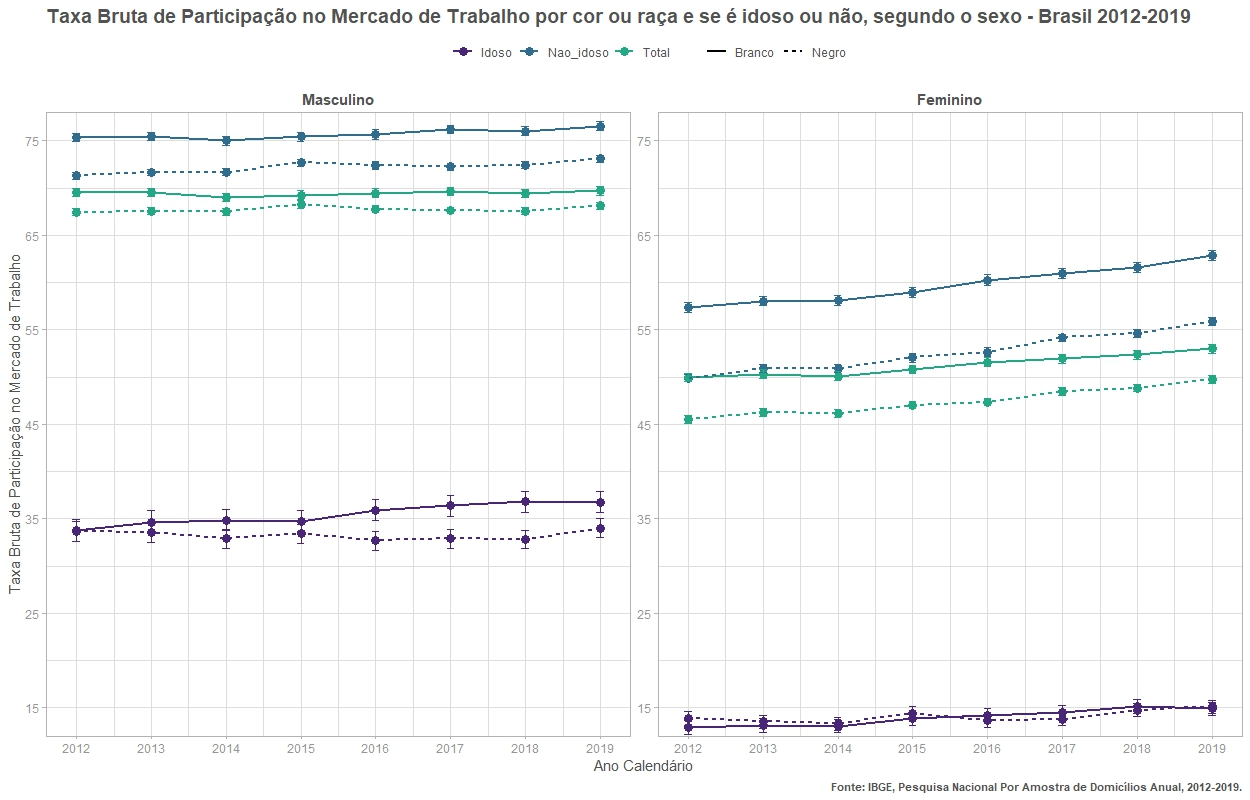 Taxa Bruta de Participação no Mercado de Trabalho por cor ou raça e se é idoso ou não, segundo o sexo - Brasil 2012-2019
Idoso Nao_idoso Total Branco Negro
Masculino
Feminino
Taxa Bruta de Participação no Mercado de Trabalho
75
65
55
45
35
25
15
75
65
55
45
35
25
15
2012 2013 2014 2015 2016 2017 2018 2019
2012 2013 2014 2015 2016 2017 2018 2019
Ano Calendário
Fonte: IBGE, Pesquisa Nacional Por Amostra de Domicílios Anual, 2012-2019.